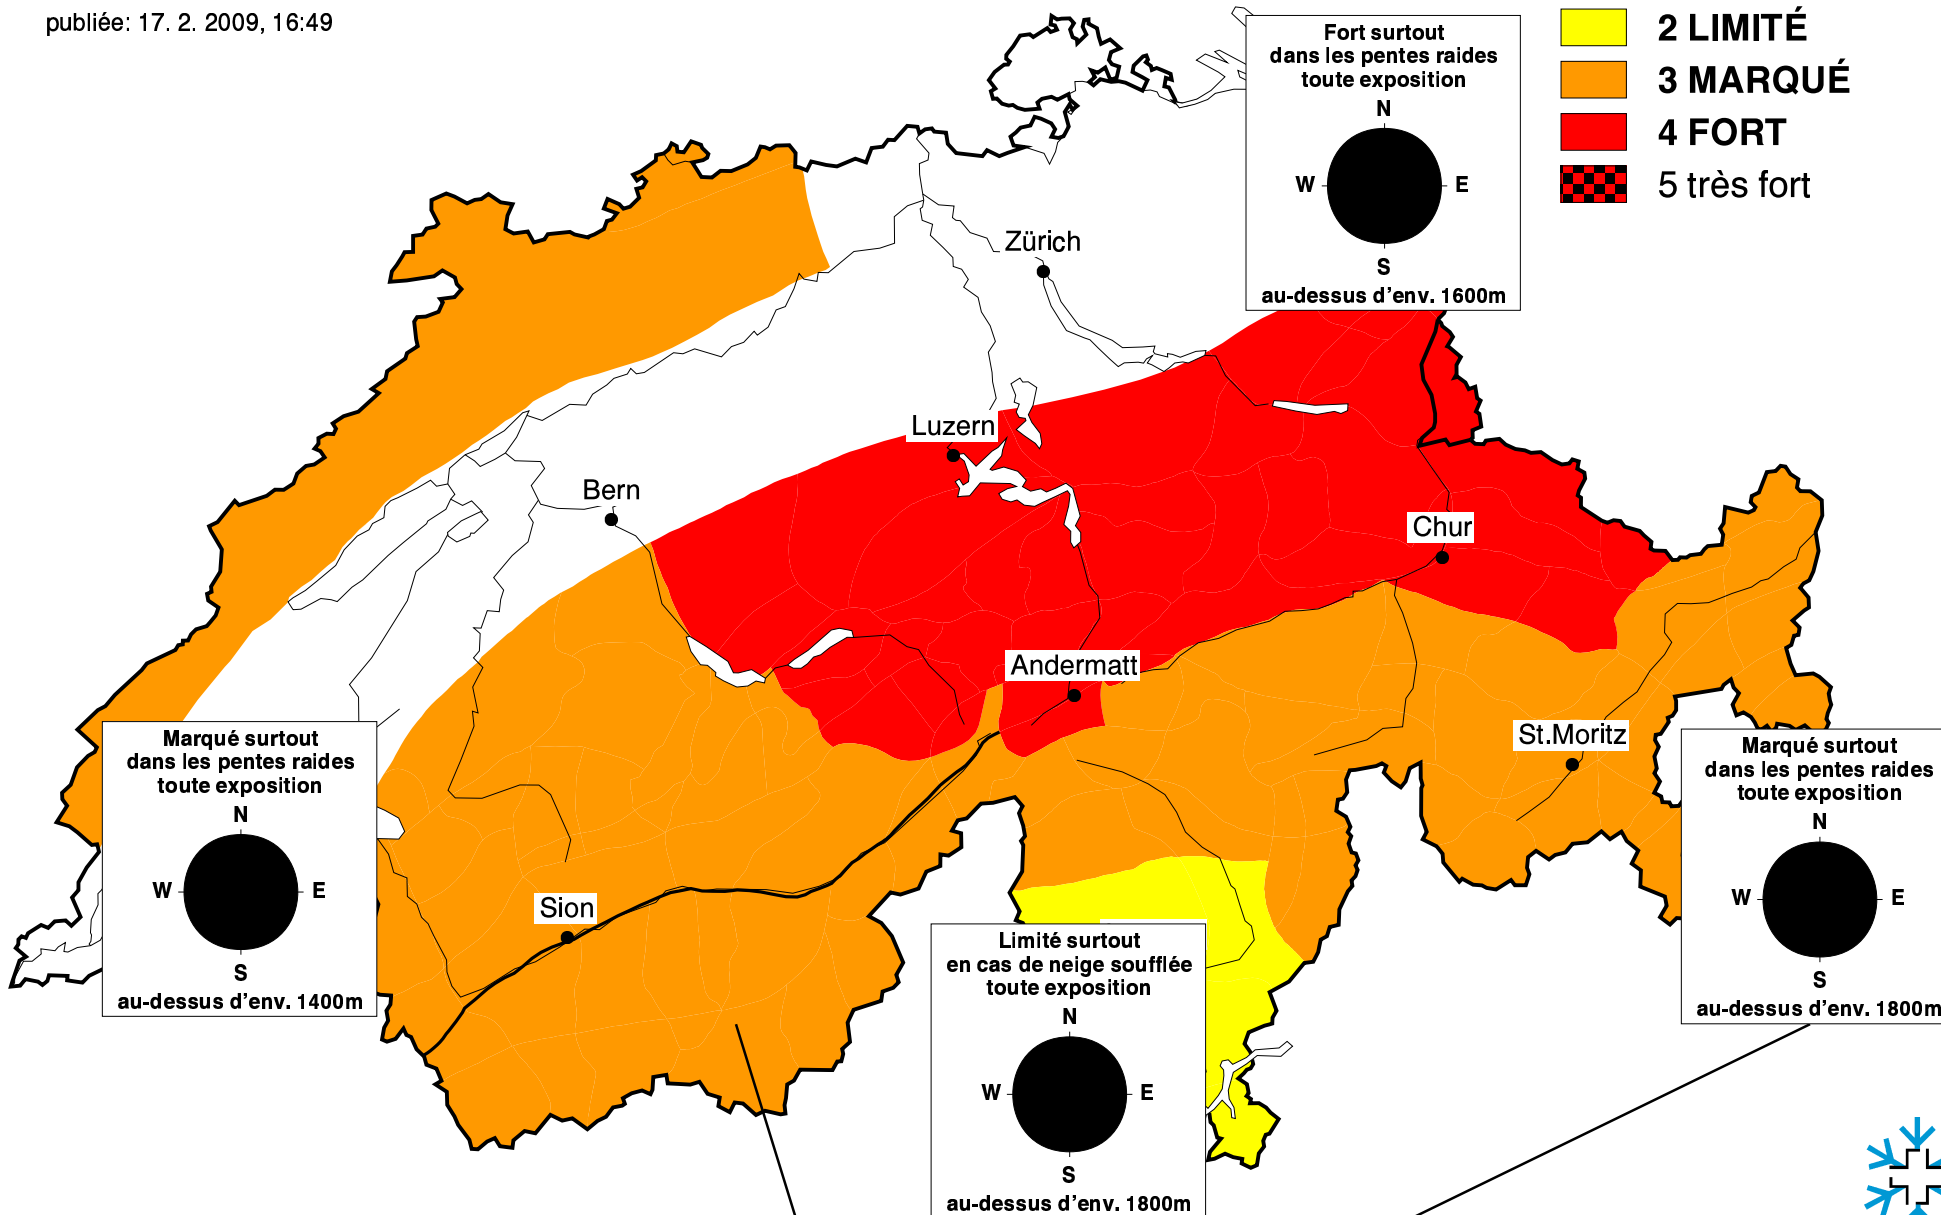 publiée: 17. 2. 2009, 16:49
2 LIMITÉ
3 MARQUÉ
4 FORT
5 très fort
Fort surtout
dans les pentes raides
toute exposition
N
W
E
S
au-dessus d'env. 1600m
Zürich
Luzern
Bern
Chur
Andermatt
St.Moritz
Sion
Marqué surtout
dans les pentes raides
toute exposition
N
W
E
S
au-dessus d'env. 1400m
Marqué surtout
dans les pentes raides
toute exposition
N
W
E
S
au-dessus d'env. 1800m
Limité surtout
en cas de neige soufflée
toute exposition
N
W
E
S
au-dessus d'env. 1800m